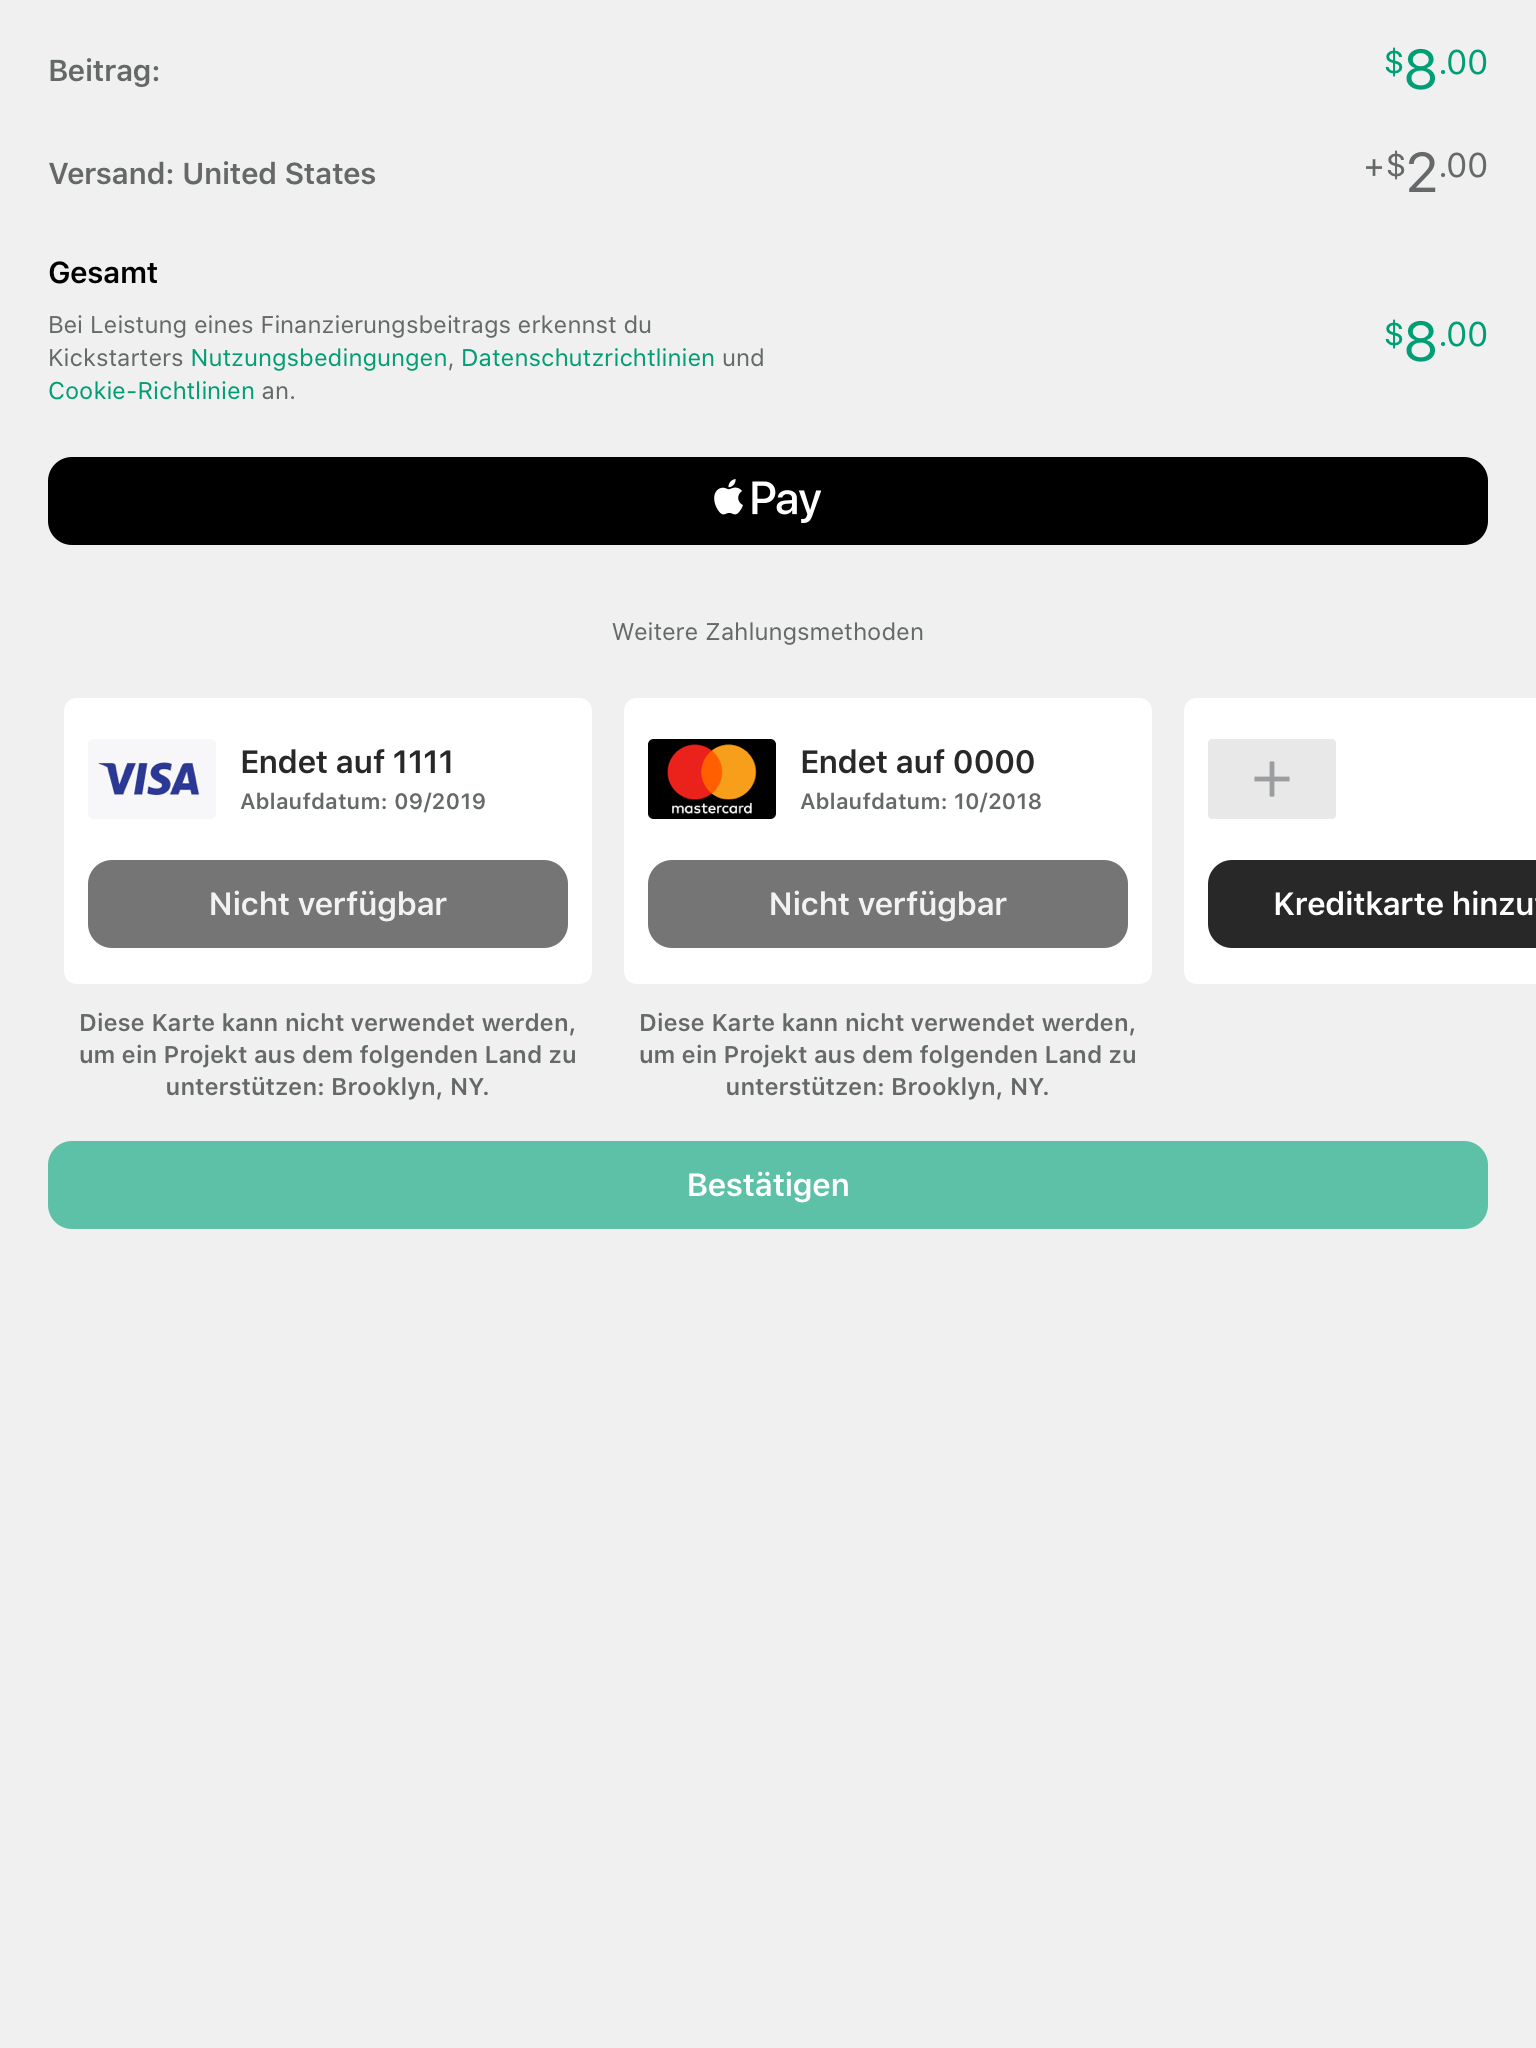 Beitrag:
$8.00
Versand: United States
+$2.00
Gesamt
Bei Leistung eines Finanzierungsbeitrags erkennst du
Kickstarters Nutzungsbedingungen, Datenschutzrichtlinien und
Cookie-Richtlinien an.
$8.00
Pay
Weitere Zahlungsmethoden
VISA
Endet auf 1111
Ablaufdatum: 09/2019
Nicht verfügbar
Diese Karte kann nicht verwendet werden,
um ein Projekt aus dem folgenden Land zu
unterstützen: Brooklyn, NY.
mastercard
Endet auf 0000
Ablaufdatum: 10/2018
Nicht verfügbar
Diese Karte kann nicht verwendet werden,
um ein Projekt aus dem folgenden Land zu
unterstützen: Brooklyn, NY.
Kreditkarte
Bestätigen